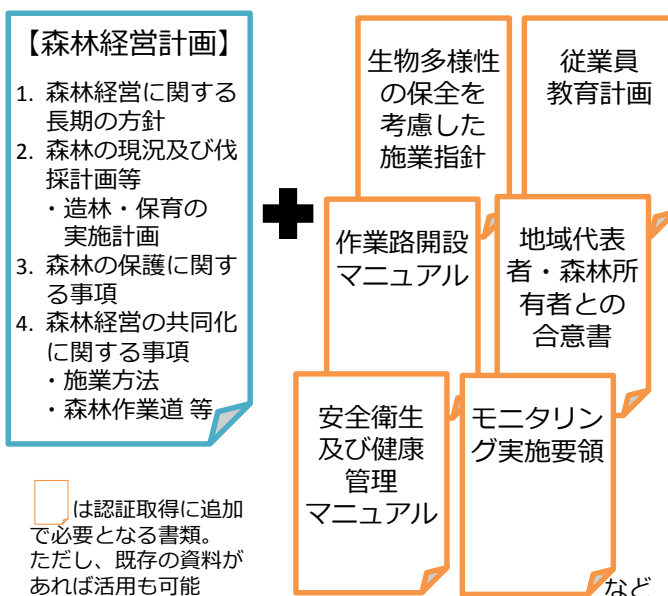 【森林経営計画】
1. 森林経営に関する
長期の方針
2. 森林の現況及び伐
採計画等
・造林・保育の
実施計画
3. 森林の保護に関す
る事項
4. 森林経営の共同化
に関する事項
・施業方法
・森林作業道 等
生物多様性
の保全を
考慮した
施業指針
従業員
教育計画
作業路開設
マニュアル
地域代表
者・森林所
有者との
合意書
安全衛生
及び健康
管理
マニュアル
モニタリン
グ実施要領
など
は認証取得に追加
で必要となる書類。
ただし、既存の資料が
あれば活用も可能